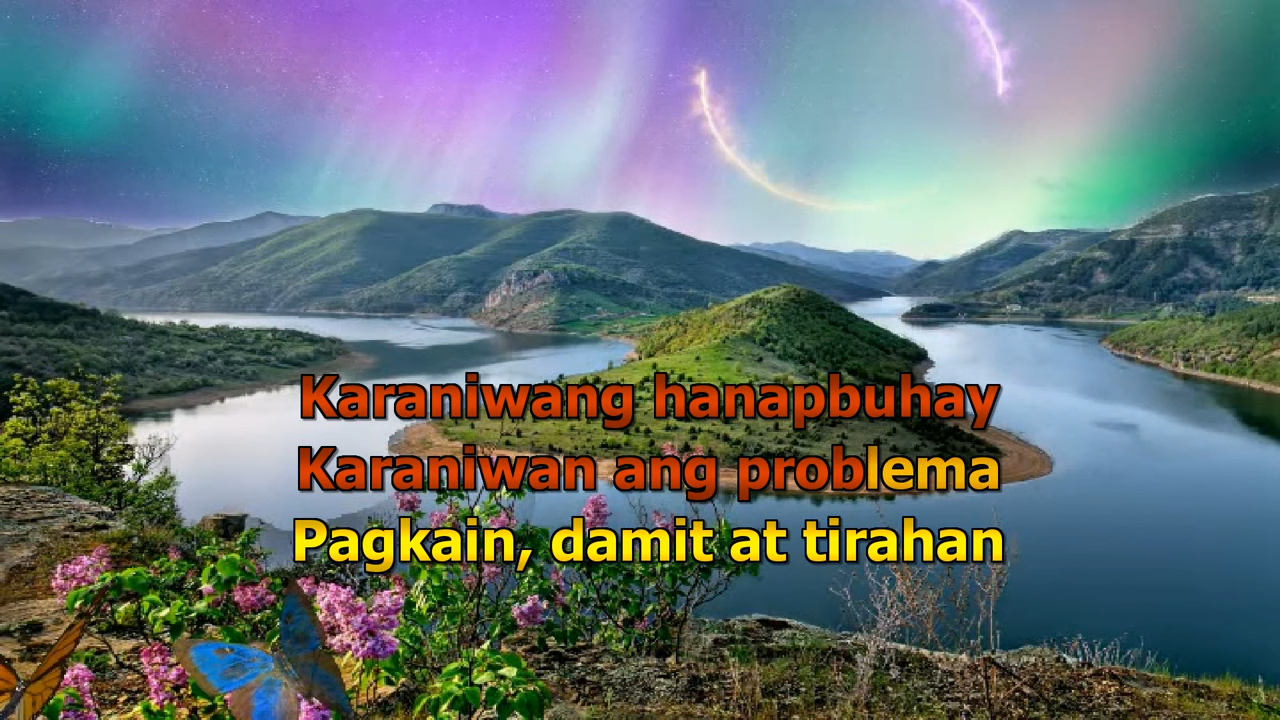 Karaniwang hanapbuhay
Karaniwan ang problema
Pagkain, damit at tirahan